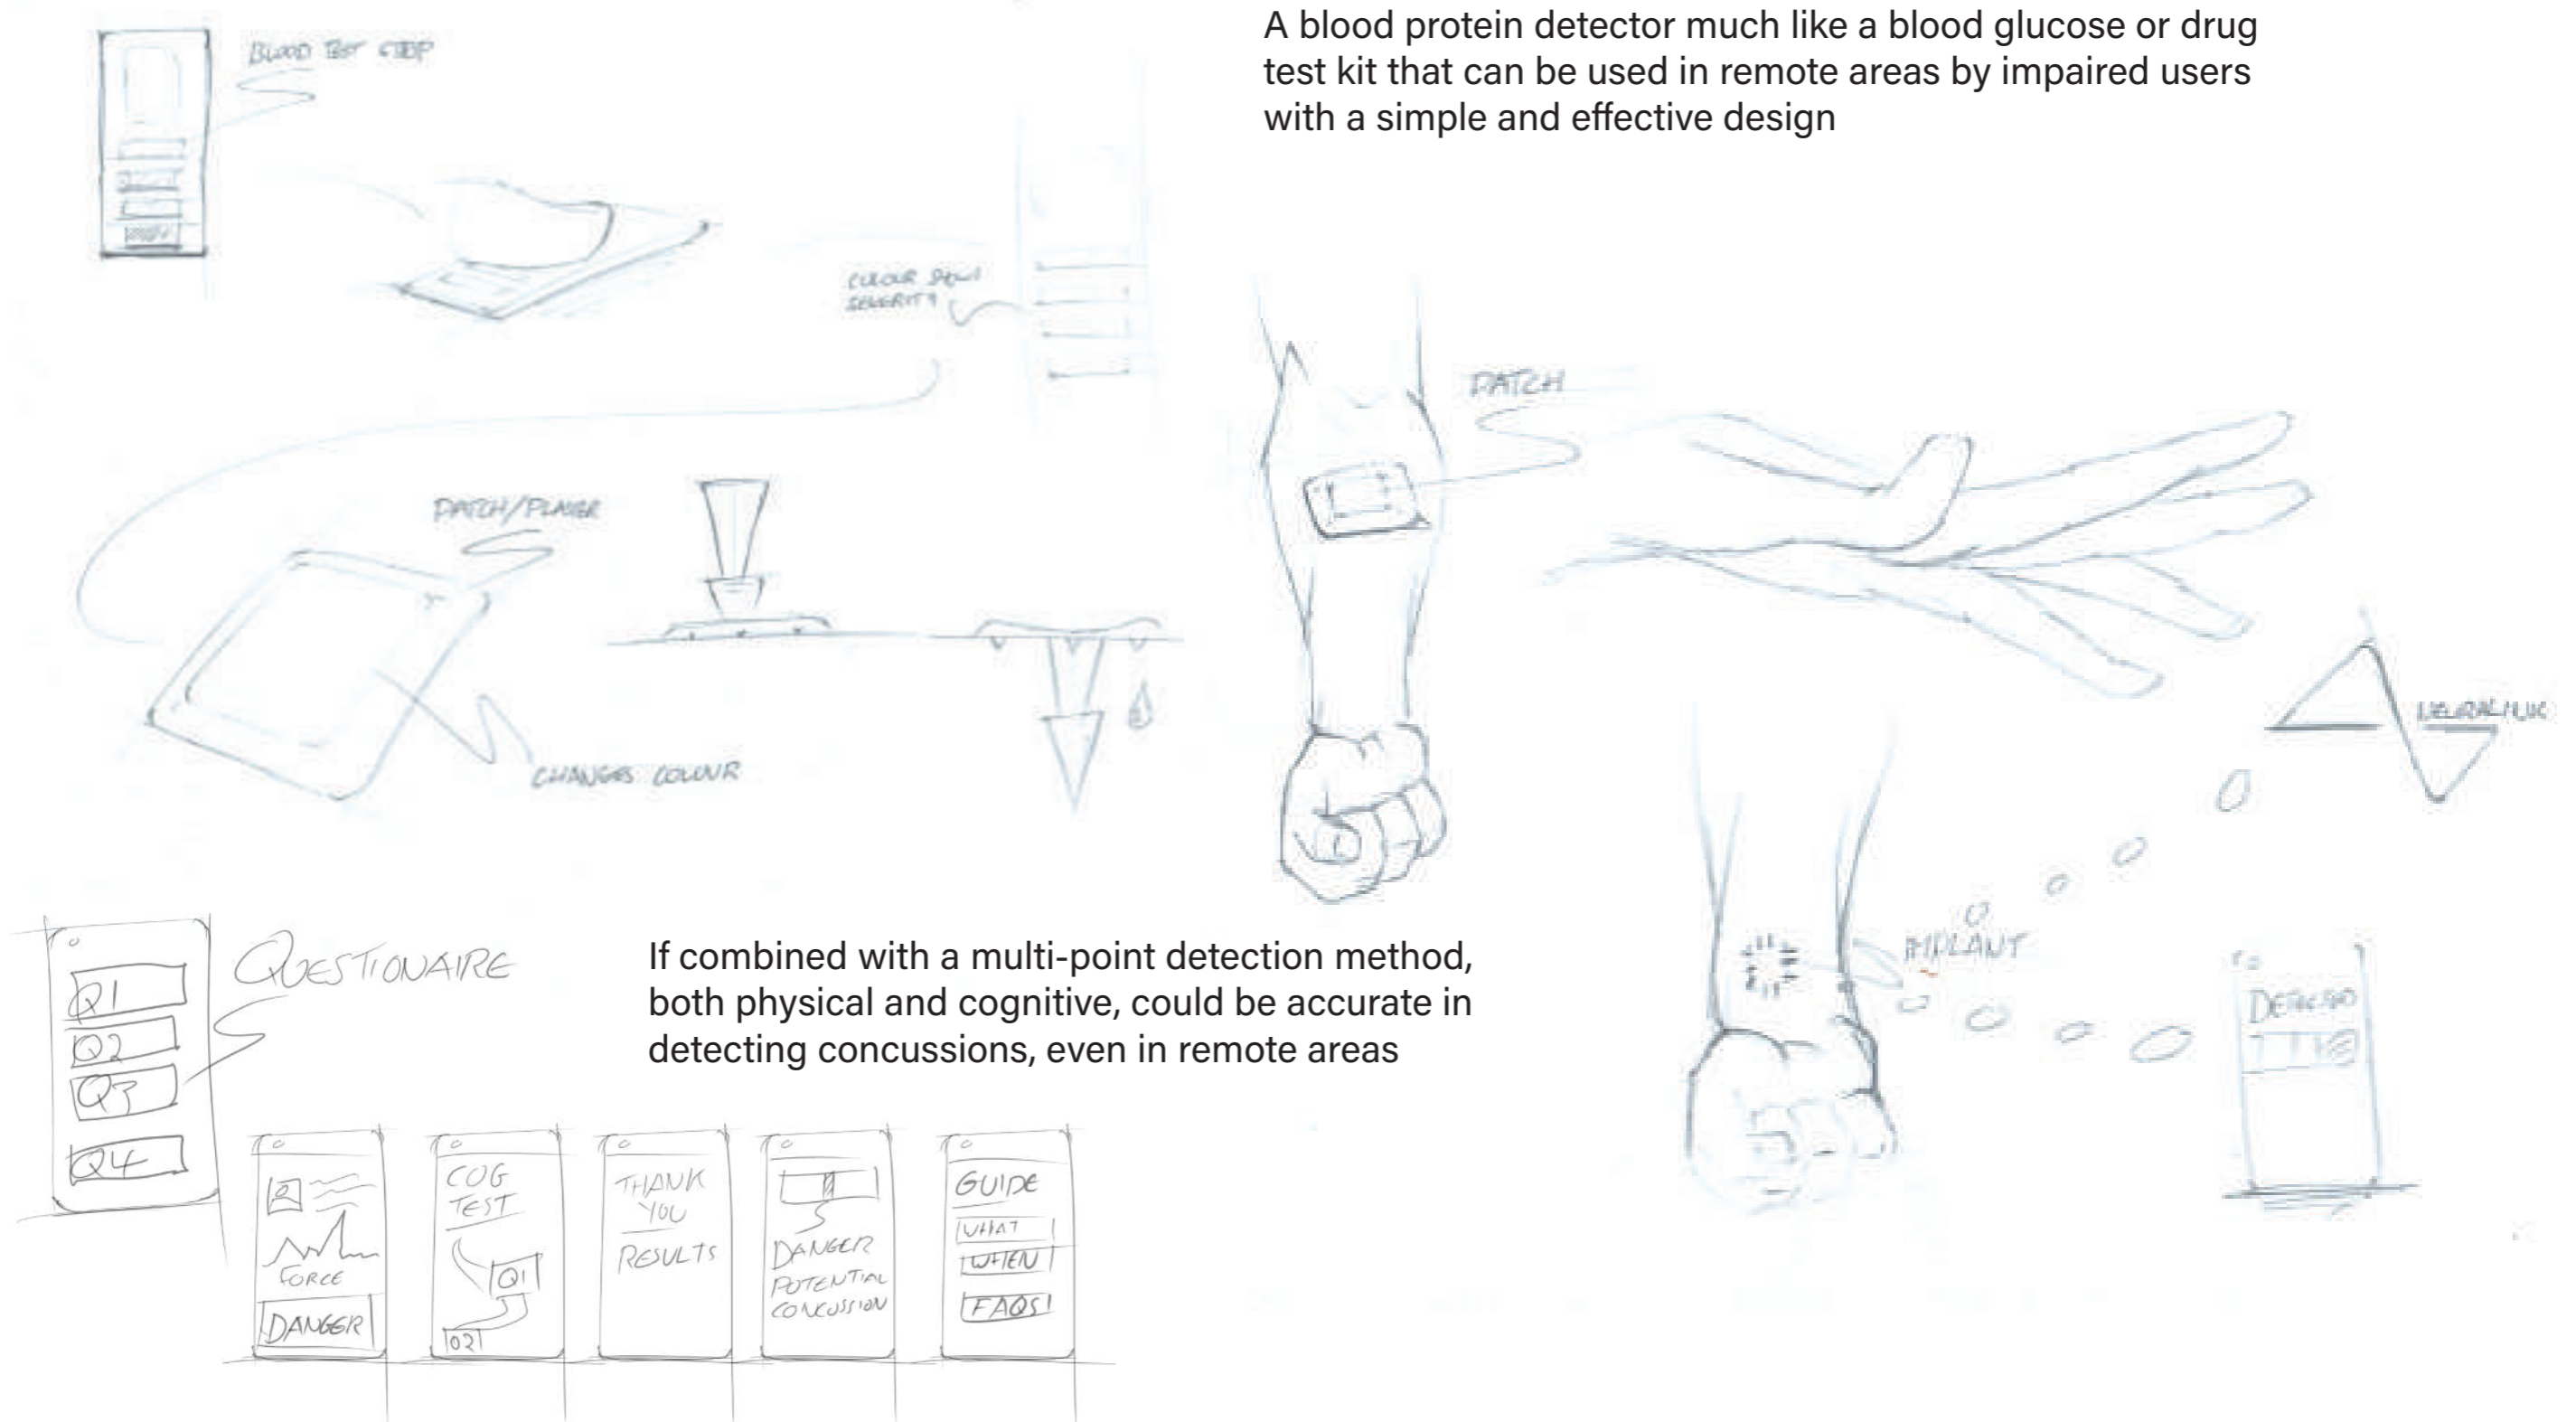 A blood protein detector much like a blood glucose or drug
test kit that can be used in remote areas by impaired users
with a simple and effective design
BLOOD TEST STRIP
COLOUR SHOWS
SEVERITY
PATCH
PATCH/PLASTER
CHANGES COLOUR
NEURALINK
IMPLANT
DETECTED
QUESTIONAIRE
Q1
Q2
Q3
Q4
If combined with a multi-point detection method,
both physical and cognitive, could be accurate in
detecting concussions, even in remote areas
FORCE
DANGER
COG
TEST
Q1
Q2
THANK
YOU
RESULTS
DANGER
POTENTIAL
CONCUSSION
GUIDE
WHAT
WHEN
FAQS!